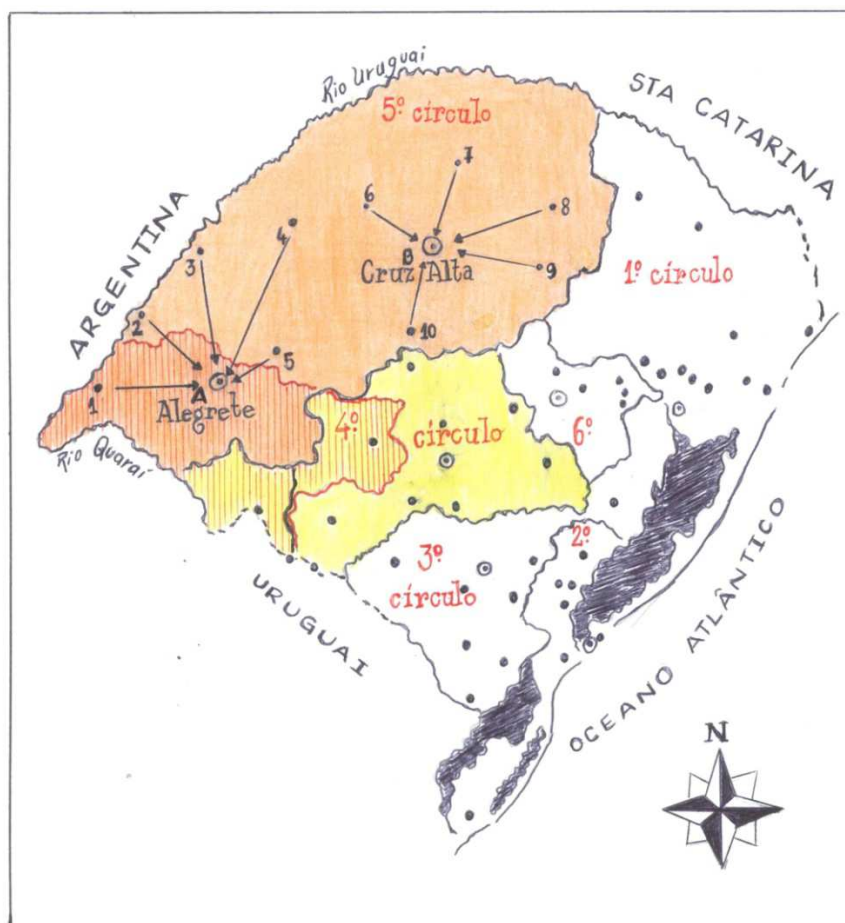 Rio Uruguai
STA CATARINA
5º círculo
7
6
8
4
ARGENTINA
3
B
Cruz Alta
9
1º círculo
2
10
5
1
A
Alegrete
4º
círculo
6º
Rio Quaraí
3º
círculo
2º
URUGUAI
OCEANO ATLÂNTICO
N